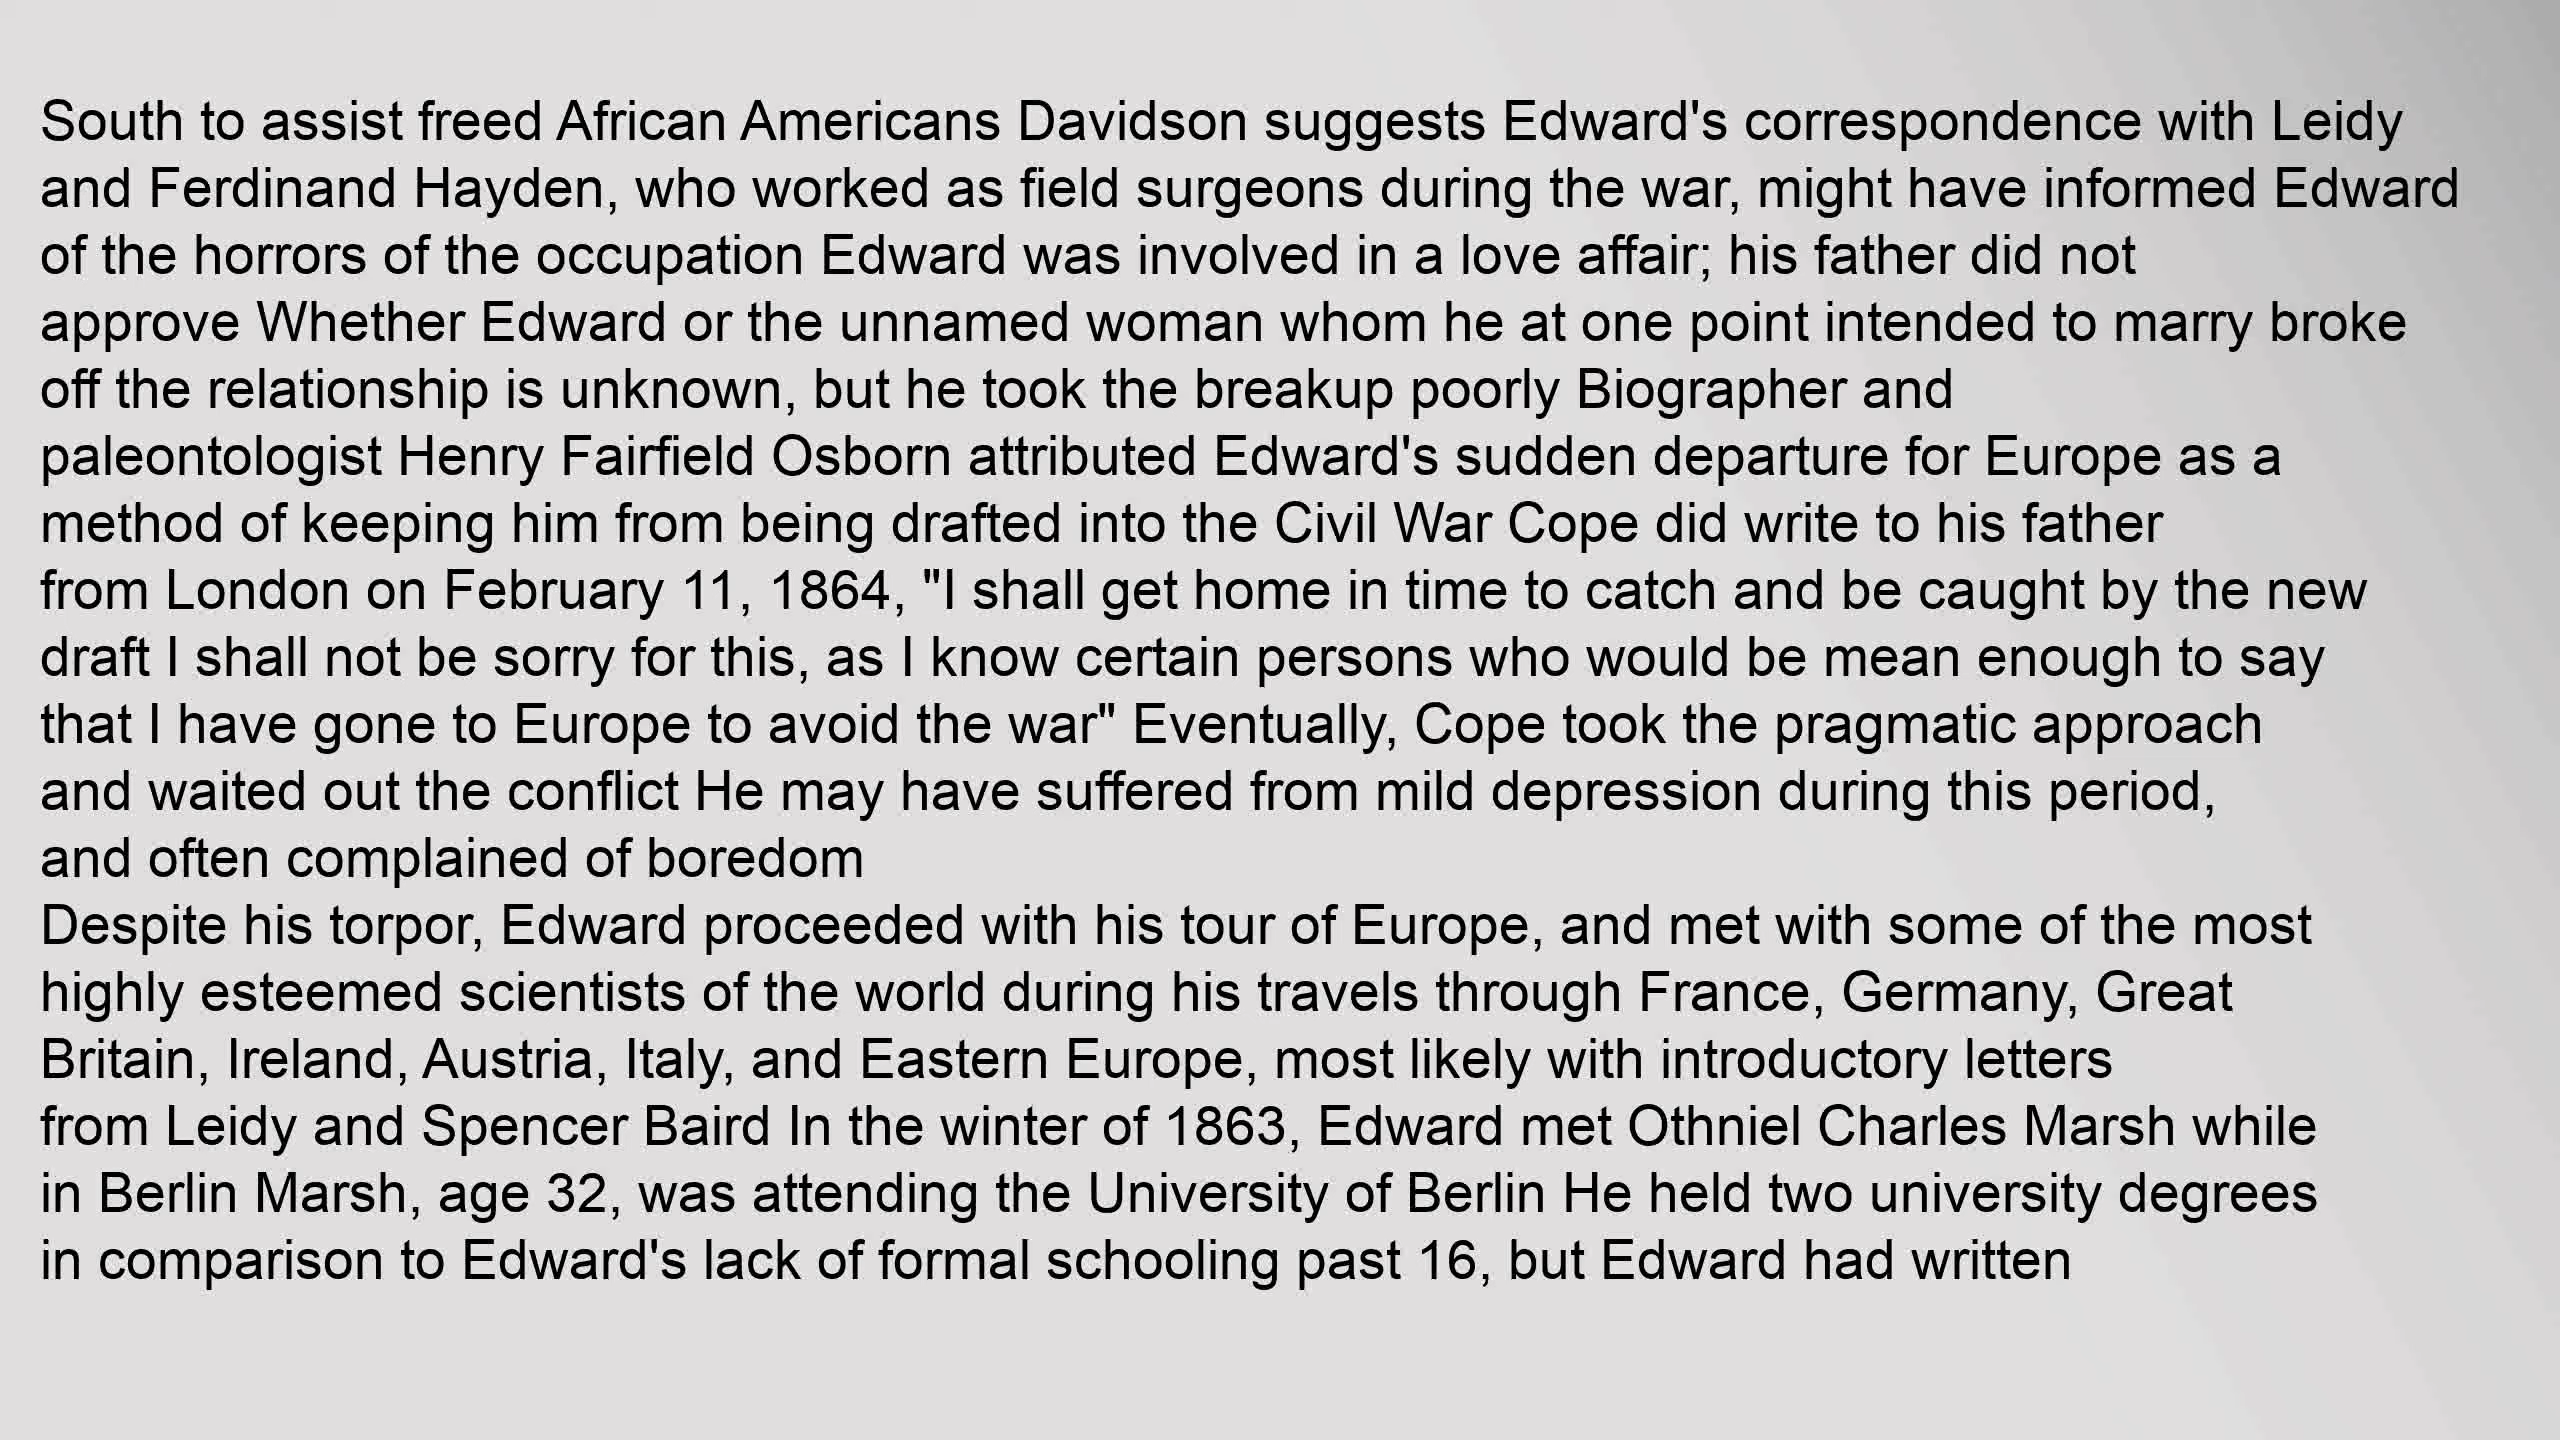 South to assist freed African Americans Davidson suggests Edward's correspondence with Leidy
and Ferdinand Hayden, who worked as field surgeons during the war, might have informed Edward
of the horrors of the occupation Edward was involved in a love affair; his father did not
approve Whether Edward or the unnamed woman whom he at one point intended to marry broke
off the relationship is unknown, but he took the breakup poorly Biographer and
paleontologist Henry Fairfield Osborn attributed Edward's sudden departure for Europe as a
method of keeping him from being drafted into the Civil War Cope did write to his father
from London on February 11, 1864, "I shall get home in time to catch and be caught by the new
draft I shall not be sorry for this, as I know certain persons who would be mean enough to say
that I have gone to Europe to avoid the war" Eventually, Cope took the pragmatic approach
and waited out the conflict He may have suffered from mild depression during this period,
and often complained of boredom
Despite his torpor, Edward proceeded with his tour of Europe, and met with some of the most
highly esteemed scientists of the world during his travels through France, Germany, Great
Britain, Ireland, Austria, Italy, and Eastern Europe, most likely with introductory letters
from Leidy and Spencer Baird In the winter of 1863, Edward met Othniel Charles Marsh while
in Berlin Marsh, age 32, was attending the University of Berlin He held two university degrees
in comparison to Edward's lack of formal schooling past 16, but Edward had written